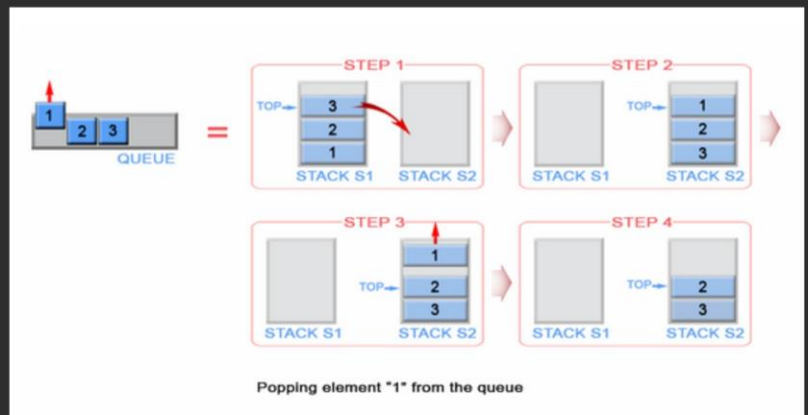 1
2 3
QUEUE
=
STEP 1
TOP
3
2
1
STACK S1 STACK S2
STEP 2
TOP
1
2
3
STACK S1 STACK S2
STEP 3
1
TOP
2
3
STACK S1 STACK S2
STEP 4
TOP
2
3
STACK S1 STACK S2
Popping element "1" from the queue